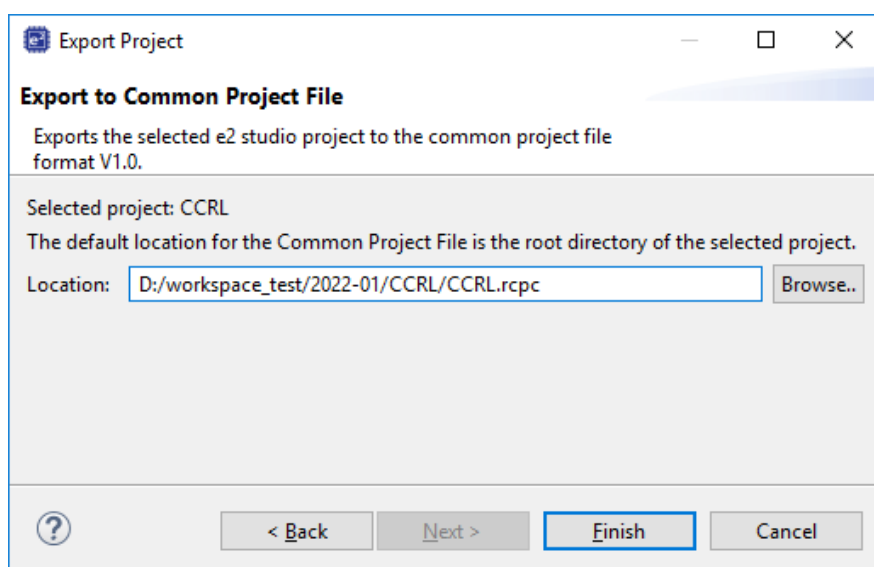 Export Project
Export to Common Project File
Exports the selected e2 studio project to the common project file
format V1.0.
Selected project: CCRL
The default location for the Common Project File is the root directory of the selected project.
Location: D:/workspace_test/2022-01/CCRL/CCRL.rcpc Browse..
? < Back Next > Finish Cancel